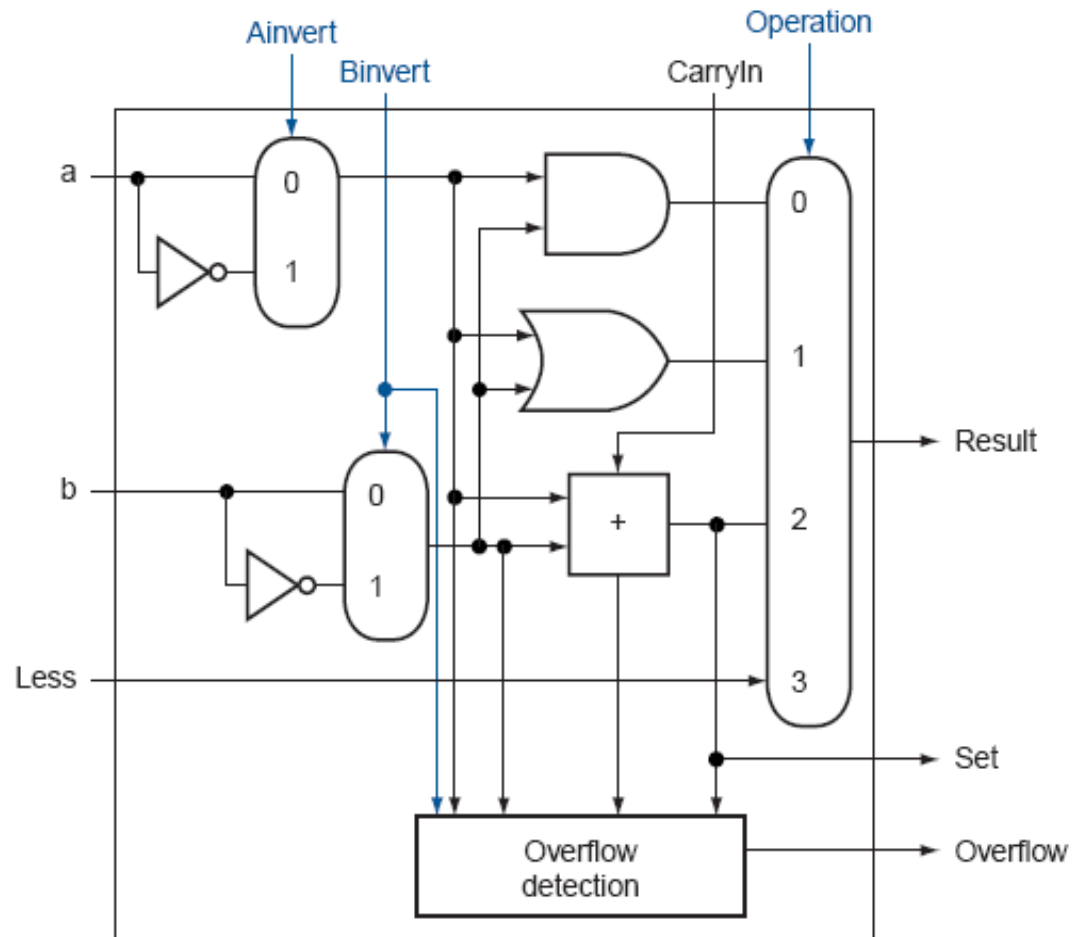 Ainvert
Operation
Binvert
CarryIn
a
0
0
1
1
Result
b
0
+
2
1
Less
3
Set
Overflow
detection
Overflow